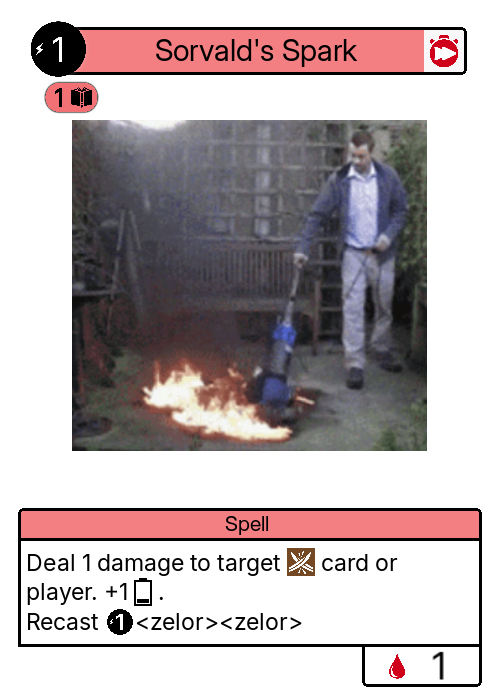 1
Sorvald's Spark
1
Spell
Deal 1 damage to target card or
player. +1 .
Recast 1<zelor><zelor>
1